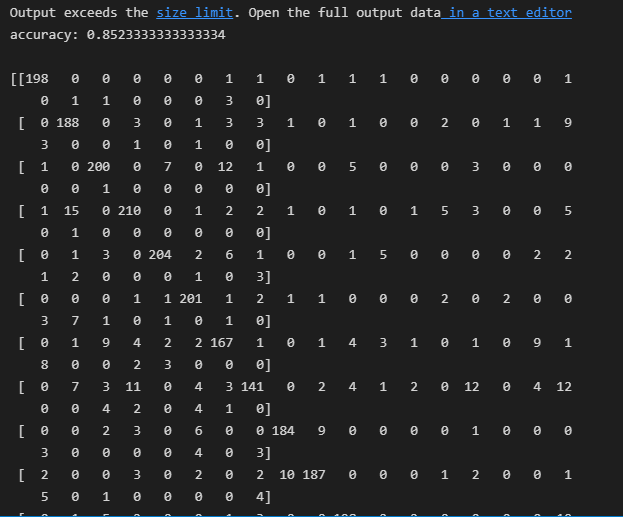 Output exceeds the size limit. Open the full output data in a text editor
accuracy: 0.8523333333333334
[[198 0 0 0 0 0 1 1 0 1 1 1 0 0 0 0 0 1
0 1 1 0 0 0 3 0]
[ 0 188 0 3 0 1 3 3 1 0 1 0 0 2 0 1 1 9
3 0 0 1 0 1 0 0]
[ 1 0 200 0 7 0 12 1 0 0 5 0 0 0 3 0 0 0
0 0 1 0 0 0 0 0]
[ 1 15 0 210 0 1 2 2 1 0 1 0 1 5 3 0 0 5
0 1 0 0 0 0 0 0]
[ 0 1 3 0 204 2 6 1 0 0 1 5 0 0 0 0 2 2
1 2 0 0 0 1 0 3]
[ 0 0 0 1 1 201 1 2 1 1 0 0 0 2 0 2 0 0
3 7 1 0 1 0 1 0]
[ 0 1 9 4 2 2 167 1 0 1 4 3 1 0 1 0 9 1
8 0 0 2 3 0 0 0]
[ 0 7 3 11 0 4 3 141 0 2 4 1 2 0 12 0 4 12
0 0 4 2 0 4 1 0]
[ 0 0 2 3 0 6 0 0 184 9 0 0 0 0 1 0 0 0
3 0 0 0 0 4 0 3]
[ 2 0 0 3 0 2 0 2 10 187 0 0 0 1 2 0 0 1
5 0 1 0 0 0 0 4]